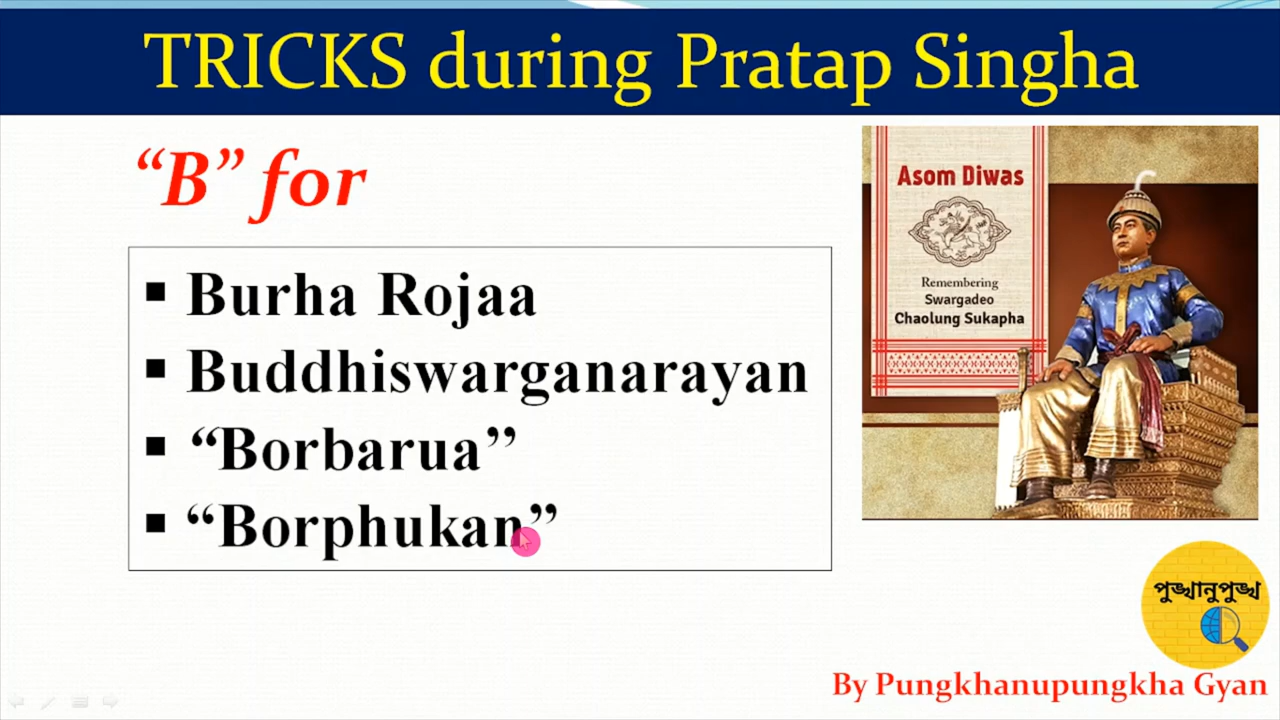 TRICKS during Pratap Singha
“B” for
▪ Burha Rojaa
▪ Buddhiswarganarayan
▪ “Borbarua”
▪ “Borphukan”
Asom Diwas
Remembering
Swargadeo
Chaolung Sukapha
পুঙ্খানুপুঙ্খ
By Pungkhanupungkha Gyan